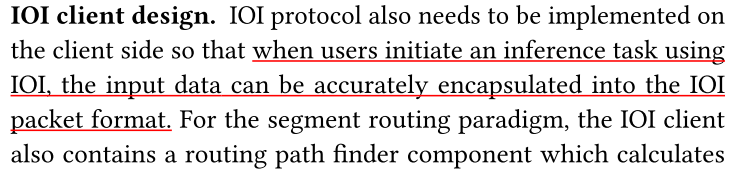 IOI client design. IOI protocol also needs to be implemented on
the client side so that when users initiate an inference task using
IOI, the input data can be accurately encapsulated into the IOI
packet format. For the segment routing paradigm, the IOI client
also contains a routing path finder component which calculates